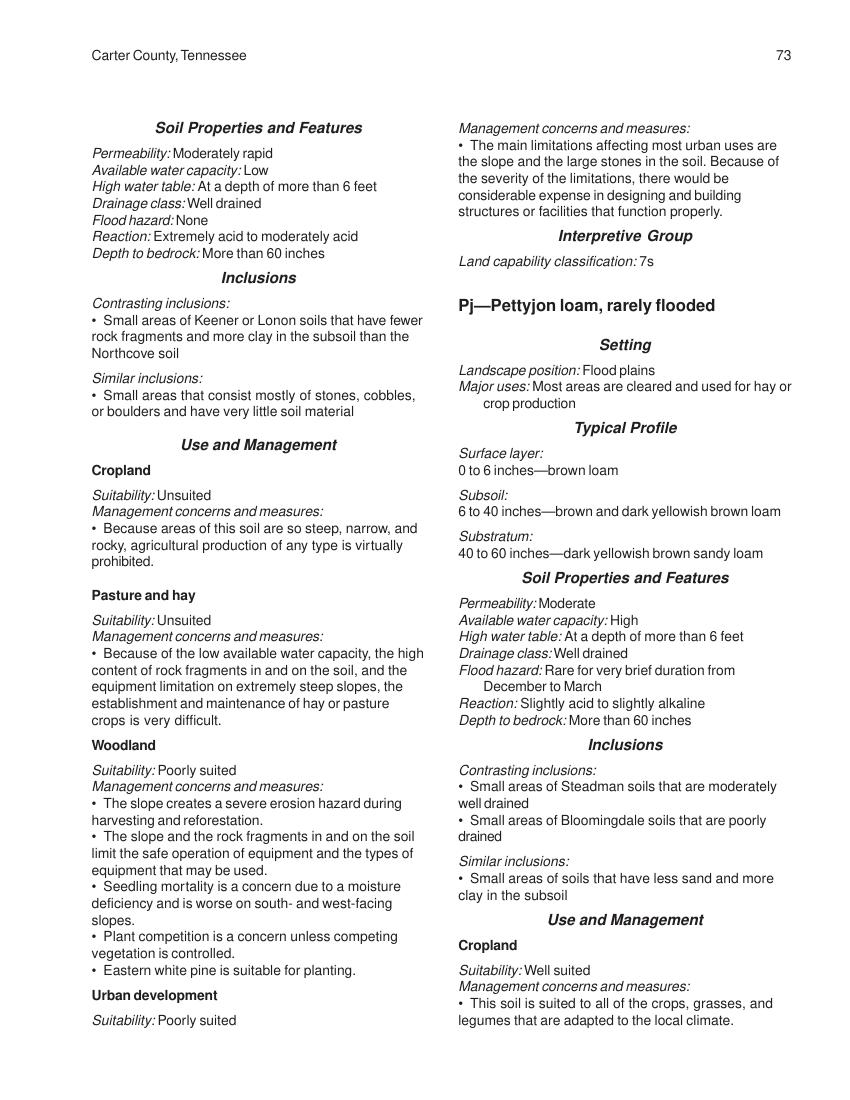 Carter County, Tennessee
73
Soil Properties and Features
Permeability: Moderately rapid
Available water capacity: Low
High water table: At a depth of more than 6 feet
Drainage class: Well drained
Flood hazard: None
Reaction: Extremely acid to moderately acid
Depth to bedrock: More than 60 inches
Inclusions
Contrasting inclusions:
• Small areas of Keener or Lonon soils that have fewer
rock fragments and more clay in the subsoil than the
Northcove soil
Similar inclusions:
• Small areas that consist mostly of stones, cobbles,
or boulders and have very little soil material
Use and Management
Cropland
Suitability: Unsuited
Management concerns and measures:
• Because areas of this soil are so steep, narrow, and
rocky, agricultural production of any type is virtually
prohibited.
Pasture and hay
Suitability: Unsuited
Management concerns and measures:
• Because of the low available water capacity, the high
content of rock fragments in and on the soil, and the
equipment limitation on extremely steep slopes, the
establishment and maintenance of hay or pasture
crops is very difficult.
Woodland
Suitability: Poorly suited
Management concerns and measures:
• The slope creates a severe erosion hazard during
harvesting and reforestation.
• The slope and the rock fragments in and on the soil
limit the safe operation of equipment and the types of
equipment that may be used.
• Seedling mortality is a concern due to a moisture
deficiency and is worse on south- and west-facing
slopes.
• Plant competition is a concern unless competing
vegetation is controlled.
• Eastern white pine is suitable for planting.
Urban development
Suitability: Poorly suited
Management concerns and measures:
• The main limitations affecting most urban uses are
the slope and the large stones in the soil. Because of
the severity of the limitations, there would be
considerable expense in designing and building
structures or facilities that function properly.
Interpretive Group
Land capability classification: 7s
Pj—Pettyjon loam, rarely flooded
Setting
Landscape position: Flood plains
Major uses: Most areas are cleared and used for hay or
crop production
Typical Profile
Surface layer:
0 to 6 inches—brown loam
Subsoil:
6 to 40 inches—brown and dark yellowish brown loam
Substratum:
40 to 60 inches—dark yellowish brown sandy loam
Soil Properties and Features
Permeability: Moderate
Available water capacity: High
High water table: At a depth of more than 6 feet
Drainage class: Well drained
Flood hazard: Rare for very brief duration from
December to March
Reaction: Slightly acid to slightly alkaline
Depth to bedrock: More than 60 inches
Inclusions
Contrasting inclusions:
• Small areas of Steadman soils that are moderately
well drained
• Small areas of Bloomingdale soils that are poorly
drained
Similar inclusions:
• Small areas of soils that have less sand and more
clay in the subsoil
Use and Management
Cropland
Suitability: Well suited
Management concerns and measures:
• This soil is suited to all of the crops, grasses, and
legumes that are adapted to the local climate.